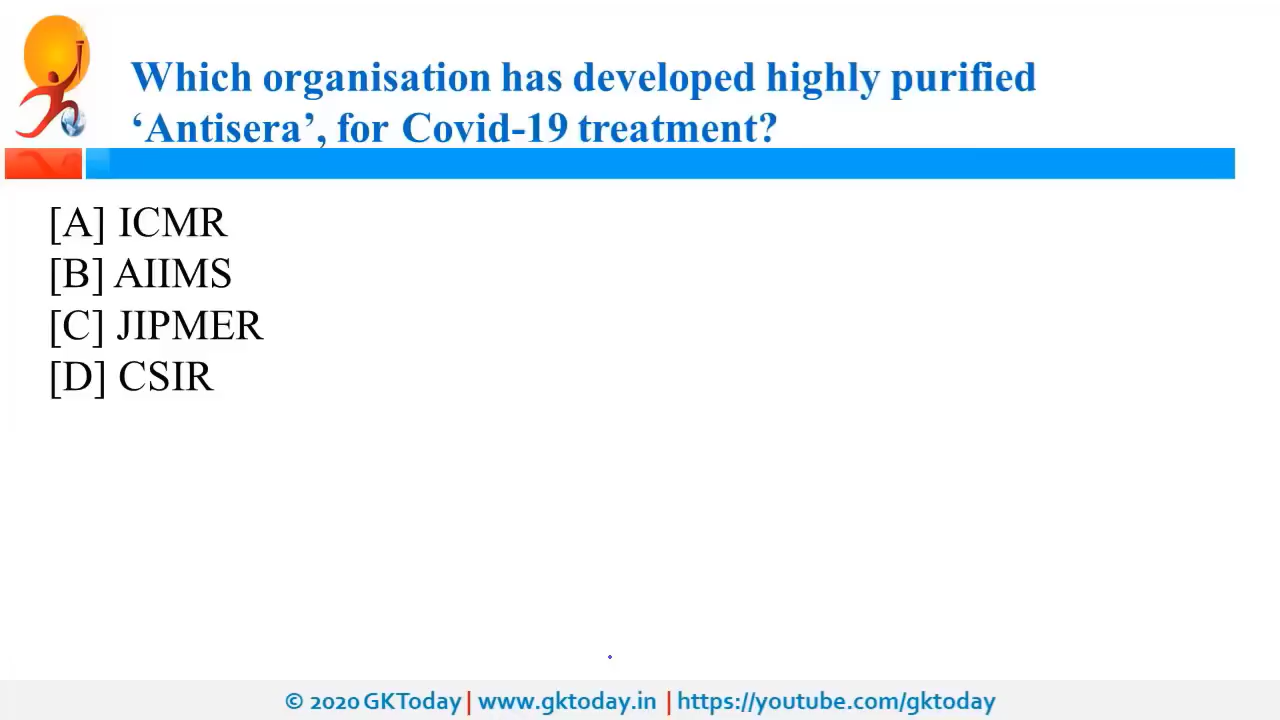 Which organisation has developed highly purified
‘Antisera’, for Covid-19 treatment?
[A] ICMR
[B] AIIMS
[C] JIPMER
[D] CSIR
© 2020 GKToday | www.gktoday.in | https://youtube.com/gktoday